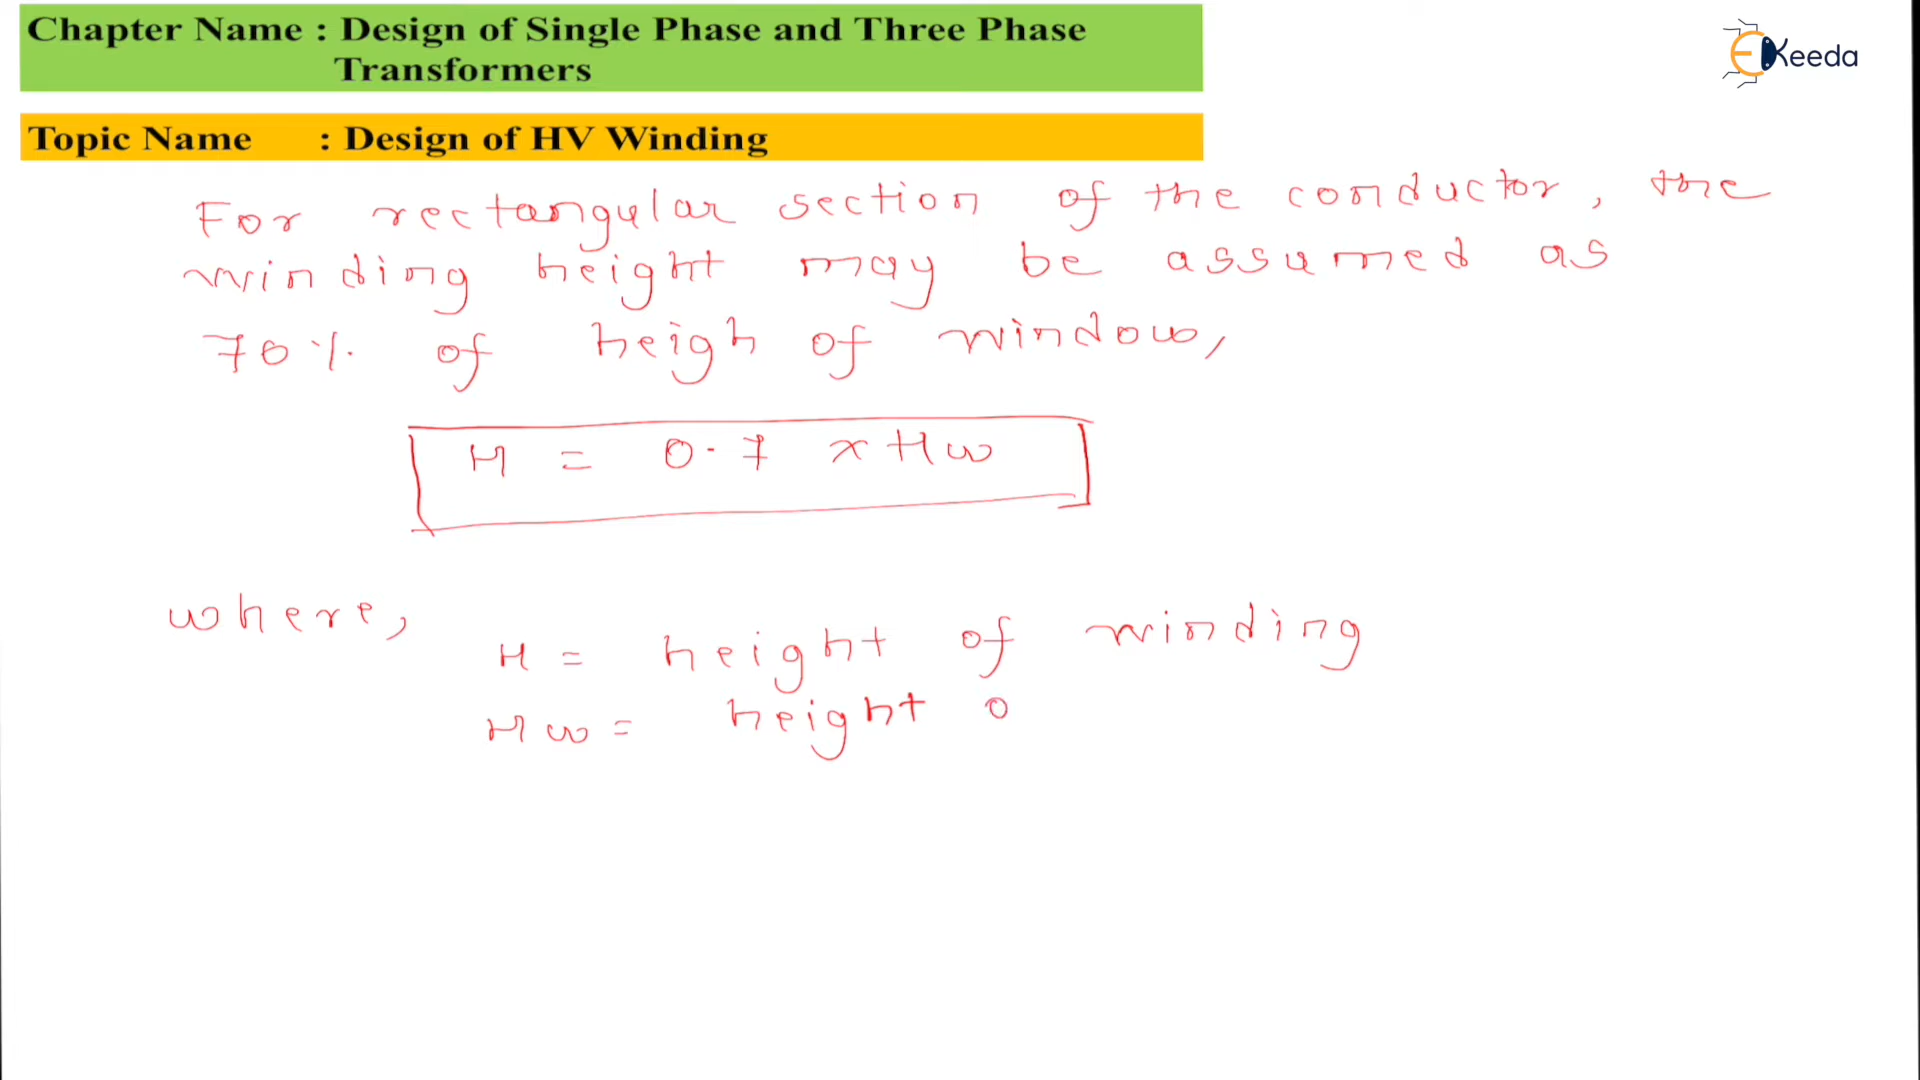 Chapter Name : Design of Single Phase and Three Phase
Transformers
EKeeda
Topic Name : Design of HV Winding
For rectangular section of the conductor, the
winding height may be assumed as
70% of heigh of window,
H = 0.7 x Hw
where,
H = height of winding
Hw = height o